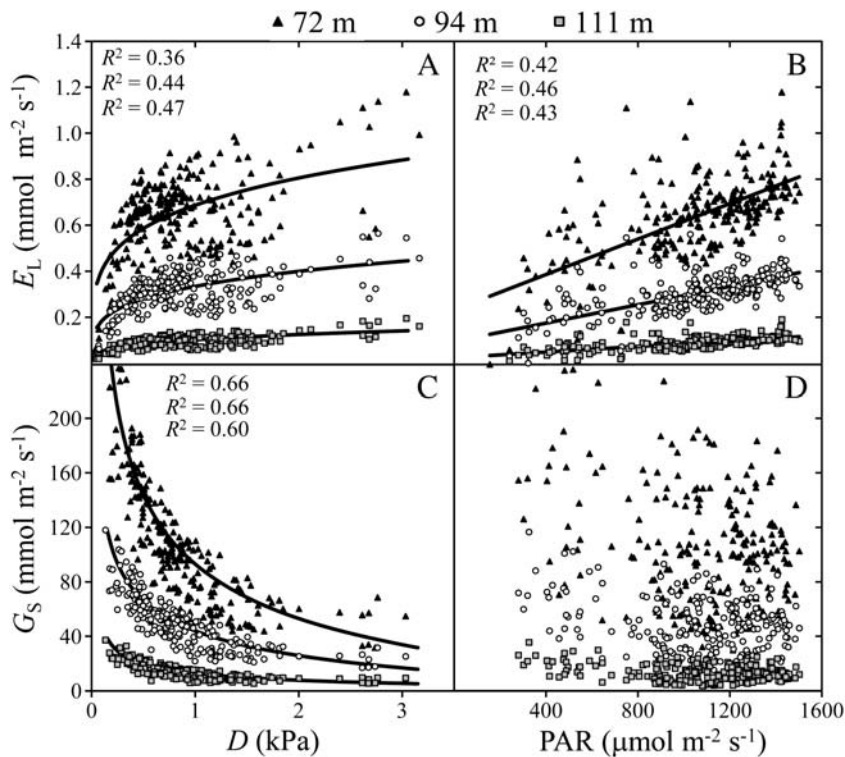 72 m 94 m 111 m
1.4
1.2
1.0
0.8
0.6
0.4
0.2
E_L (mmol m⁻² s⁻¹)
R² = 0.36
R² = 0.44
R² = 0.47
A
R² = 0.42
R² = 0.46
R² = 0.43
B
200
160
120
80
40
0
G_S (mmol m⁻² s⁻¹)
R² = 0.66
R² = 0.66
R² = 0.60
C
D
0 1 2 3
400 800 1200 1600
D (kPa)
PAR (μmol m⁻² s⁻¹)